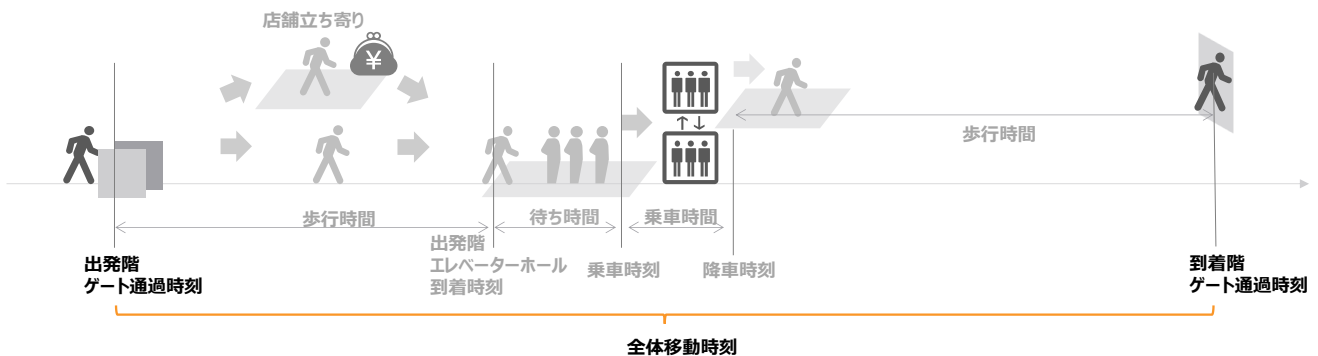 店舗立ち寄り
¥
歩行時間
歩行時間
待ち時間
乗車時間
出発階
エレベーターホール
到着時刻
乗車時刻
降車時刻
出発階
ゲート通過時刻
到着階
ゲート通過時刻
全体移動時刻